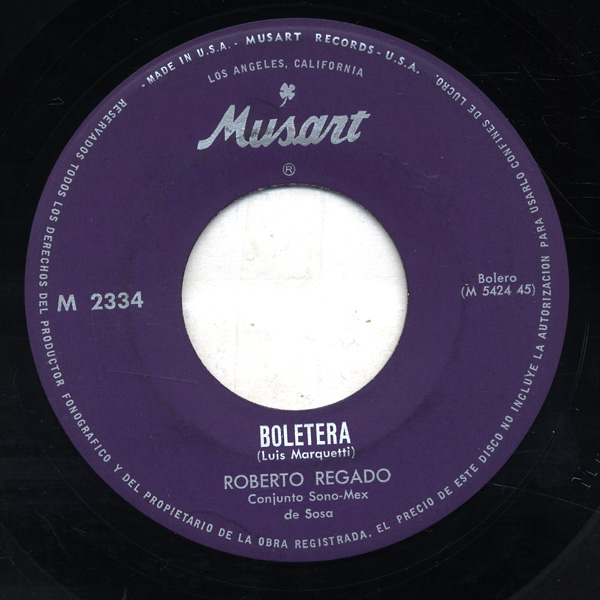 · MADE IN U.S.A. · MUSART RECORDS - U.S.A. ·
LOS ANGELES, CALIFORNIA
Musart
®
M 2334
Bolero
(M 5424 45)
BOLETERA
(Luis Marquetti)
ROBERTO REGADO
Conjunto Sono-Mex
de Sosa
RESERVADOS TODOS LOS DERECHOS DEL PRODUCTOR FONOGRAFICO Y DEL PROPIETARIO DE LA OBRA REGISTRADA. EL PRECIO DE ESTE DISCO NO INCLUYE LA AUTORIZACION PARA USARLO CONFINES DE LUCRO.